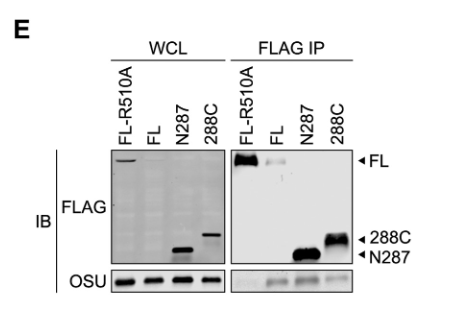 E
WCL
FLAG IP
FL-R510A
FL
N287
288C
FL-R510A
FL
N287
288C
IB
FLAG
OSU
FL
288C
N287